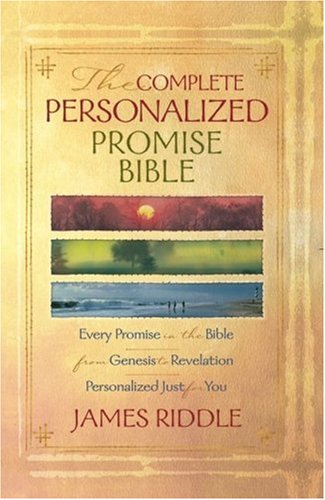 The COMPLETE
PERSONALIZED
PROMISE
BIBLE
Every Promise in the Bible
from Genesis to Revelation
Personalized Just for You
JAMES RIDDLE